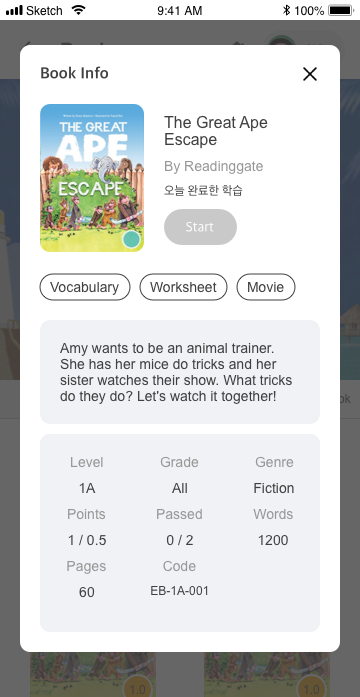 Sketch
9:41 AM
100%
Book Info
THE GREAT
APE
ESCAPE
The Great Ape
Escape
By Readinggate
오늘 완료한 학습
Start
Vocabulary
Worksheet
Movie
Amy wants to be an animal trainer.
She has her mice do tricks and her
sister watches their show. What tricks
do they do? Let's watch it together!
Level
Grade
Genre
1A
All
Fiction
Points
Passed
Words
1 / 0.5
0 / 2
1200
Pages
Code
60
EB-1A-001
1.0
1.0